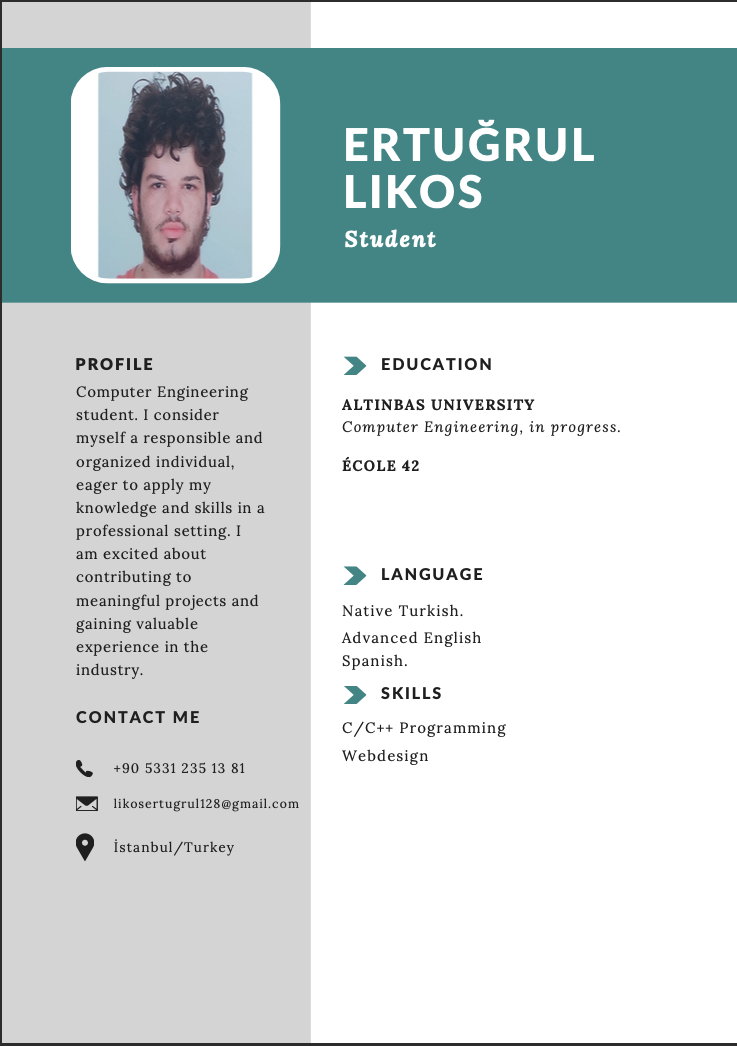 ERTUĞRUL
LIKOS
Student
PROFILE
Computer Engineering
student. I consider
myself a responsible and
organized individual,
eager to apply my
knowledge and skills in a
professional setting. I
am excited about
contributing to
meaningful projects and
gaining valuable
experience in the
industry.
CONTACT ME
+90 5331 235 13 81
likosertugrul128@gmail.com
İstanbul/Turkey
EDUCATION
ALTINBAS UNIVERSITY
Computer Engineering, in progress.
ÉCOLE 42
LANGUAGE
Native Turkish.
Advanced English
Spanish.
SKILLS
C/C++ Programming
Webdesign